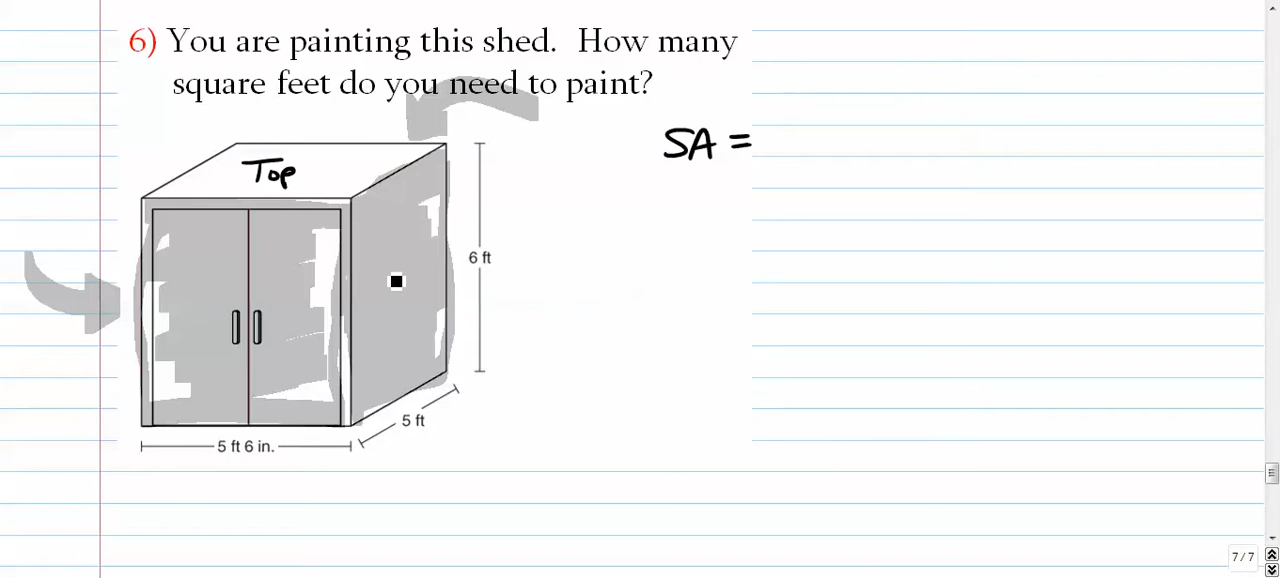 6) You are painting this shed. How many
square feet do you need to paint?
SA =
Top
6 ft
5 ft
5 ft 6 in.
7/7